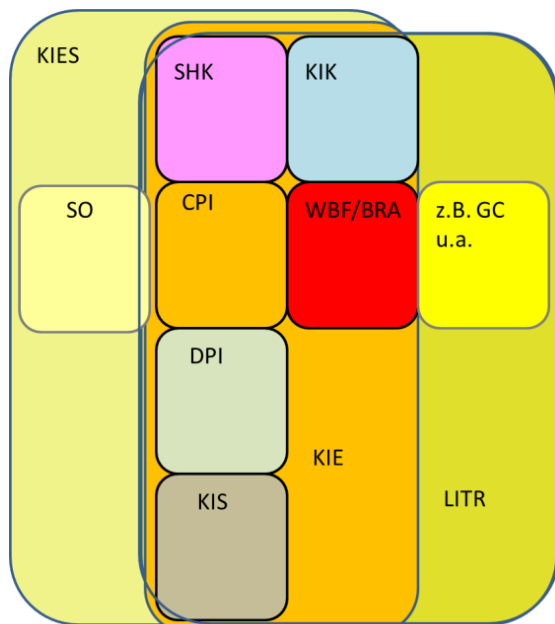 KIES
SHK
KIK
SO
CPI
WBF/BRA
z.B. GC
u.a.
DPI
KIE
KIS
LITR